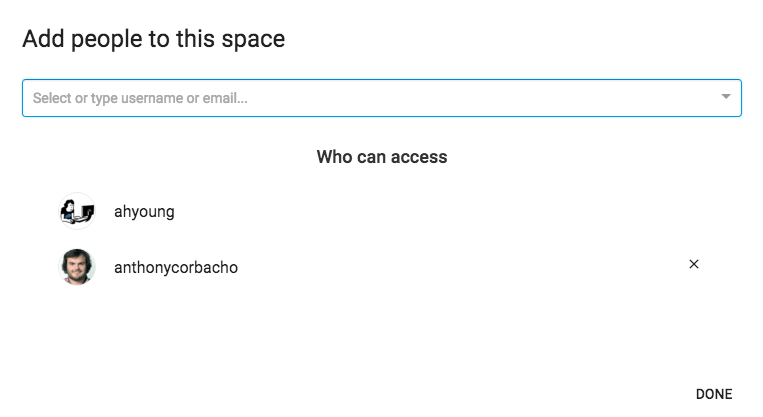 Add people to this space
Select or type username or email...
Who can access
ahyoung
anthonycorbacho
DONE